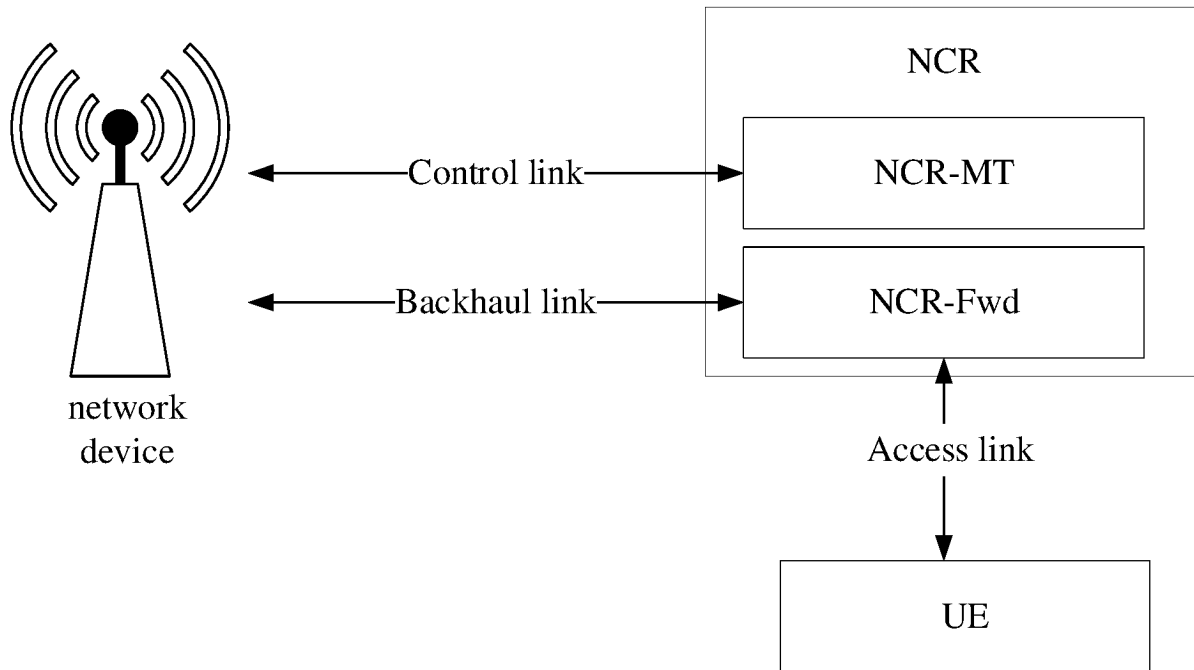 NCR
Control link
NCR-MT
Backhaul link
NCR-Fwd
network
device
Access link
UE